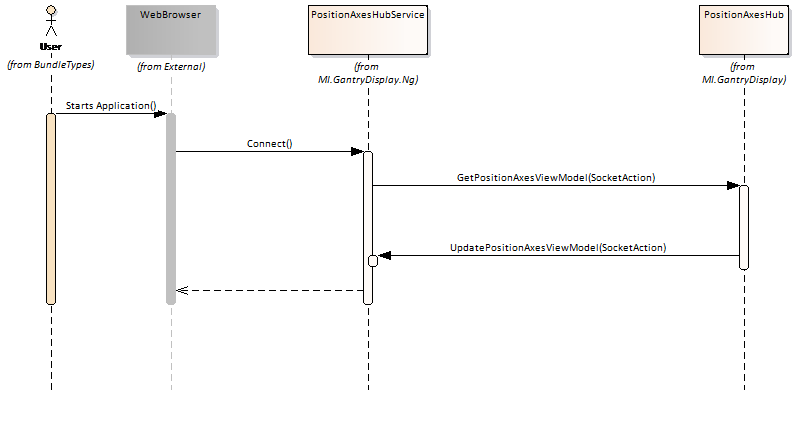 WebBrowser
PositionAxesHubService
PositionAxesHub
User
(from BundleTypes)
(from External)
(from
MI.GantryDisplay.Ng)
(from
MI.GantryDisplay)
Starts Application()
Connect()
GetPositionAxesViewModel(SocketAction)
UpdatePositionAxesViewModel(SocketAction)